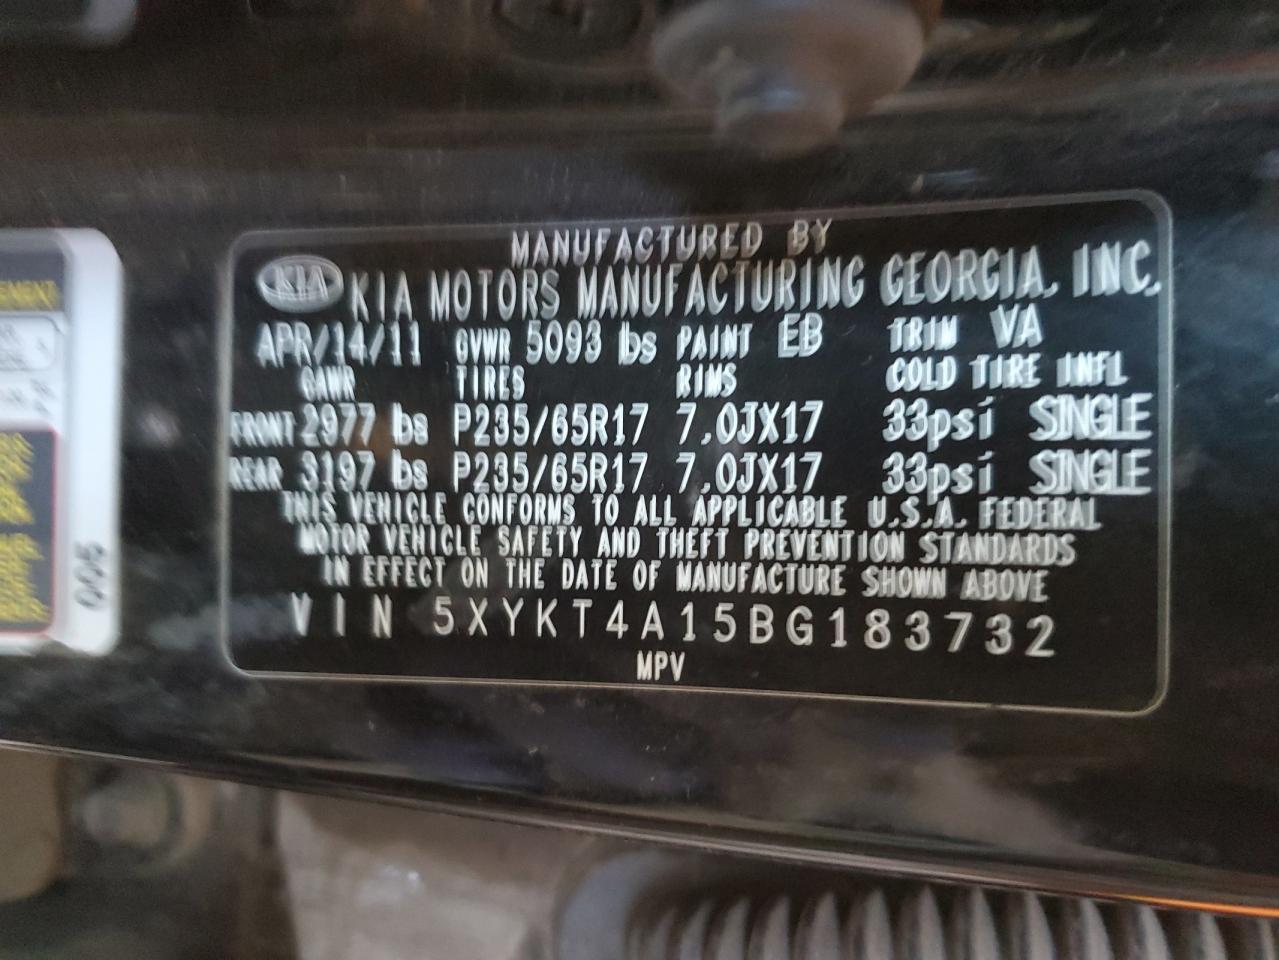 MANUFACTURED BY
KIA KIA MOTORS MANUFACTURING GEORGIA, INC.
APR/14/11 GVWR 5093 lbs PAINT EB TRIM VA
GAWR TIRES RIMS COLD TIRE INFL
FRONT 2977 lbs P235/65R17 7.0JX17 33psi SINGLE
REAR 3197 lbs P235/65R17 7.0JX17 33psi SINGLE
THIS VEHICLE CONFORMS TO ALL APPLICABLE U.S.A. FEDERAL
MOTOR VEHICLE SAFETY AND THEFT PREVENTION STANDARDS
IN EFFECT ON THE DATE OF MANUFACTURE SHOWN ABOVE
VIN 5XYKT4A15BG183732
MPV
005